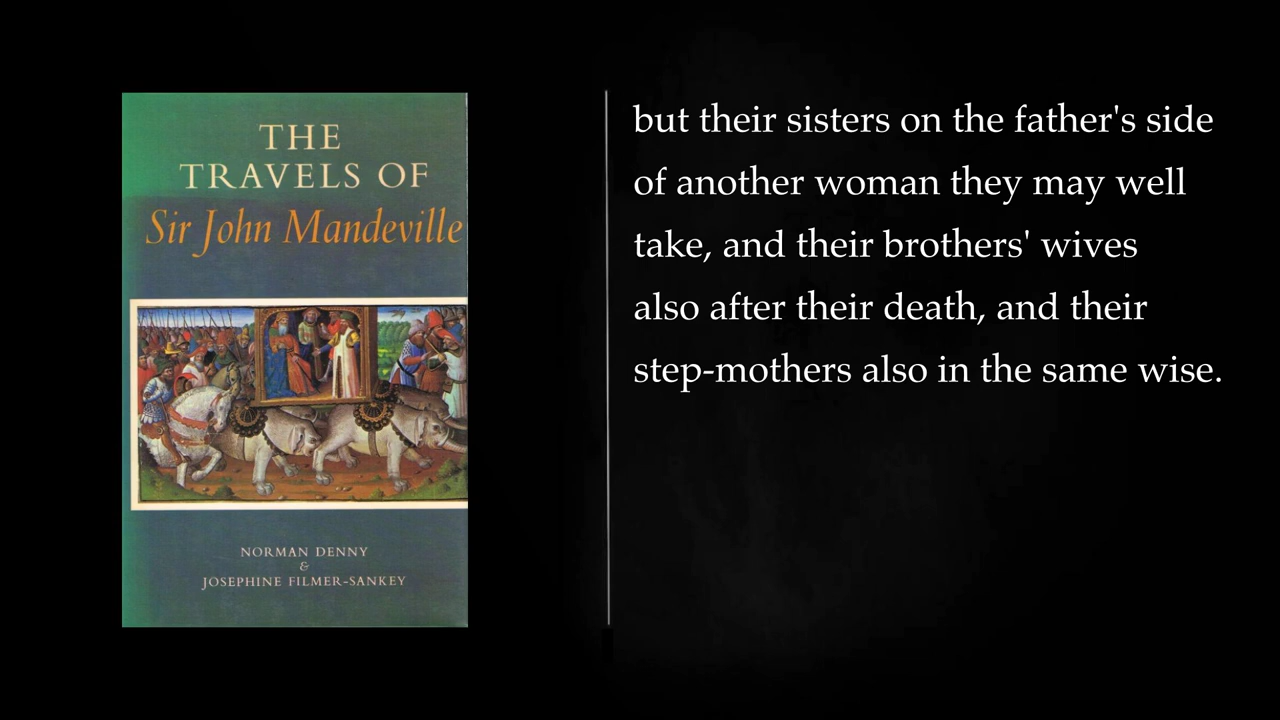 THE
TRAVELS OF
Sir John Mandeville
NORMAN DENNY
&
JOSEPHINE FILMER-SANKEY
but their sisters on the father's side
of another woman they may well
take, and their brothers' wives
also after their death, and their
step-mothers also in the same wise.